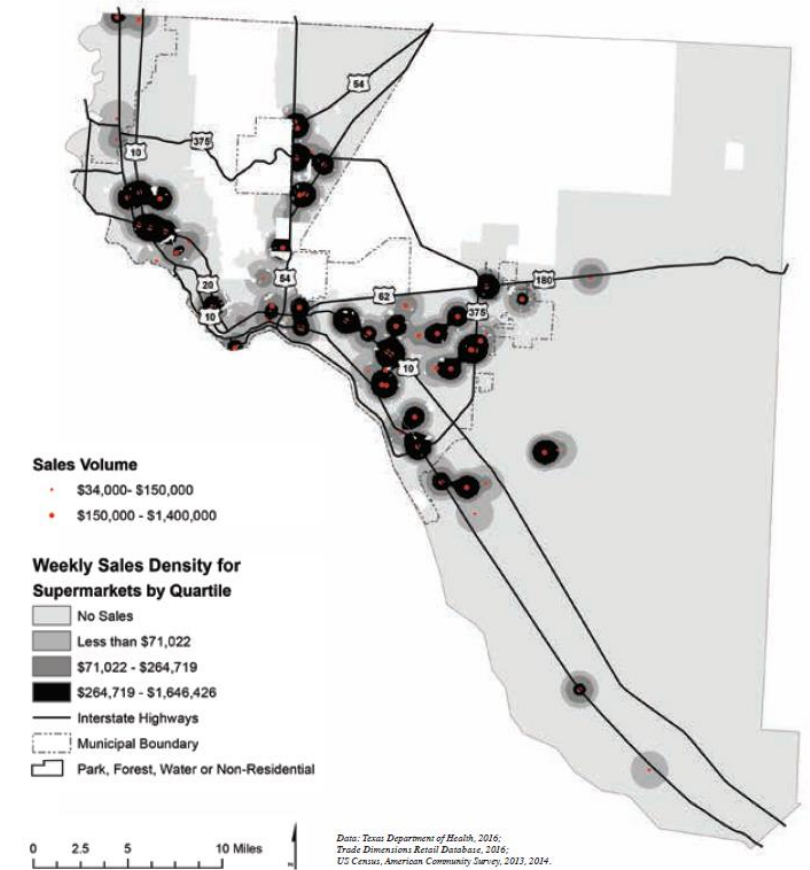 54
375
10
20
54
10
62
180
375
10
Sales Volume
$34,000- $150,000
$150,000 - $1,400,000
Weekly Sales Density for
Supermarkets by Quartile
No Sales
Less than $71,022
$71,022 - $264,719
$264,719 - $1,646,426
Interstate Highways
Municipal Boundary
Park, Forest, Water or Non-Residential
0 2.5 5 10 Miles
N
Data: Texas Department of Health, 2016;
Trade Dimensions Retail Database, 2016;
US Census, American Community Survey, 2013, 2014.